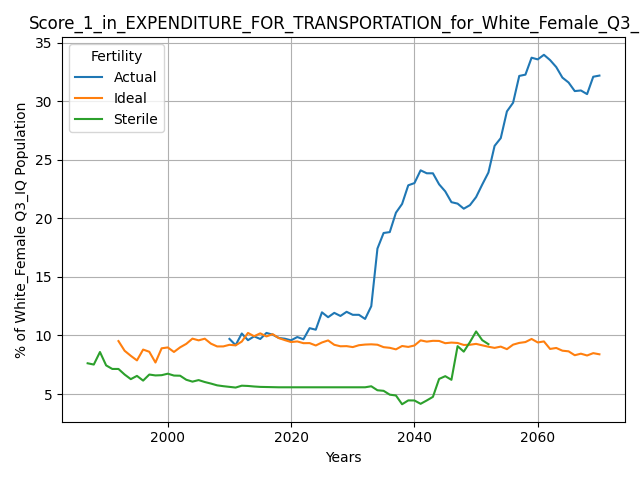 Score_1_in_EXPENDITURE_FOR_TRANSPORTATION_for_White_Female_Q3_
Fertility
Actual
Ideal
Sterile
% of White_Female Q3_IQ Population
35
30
25
20
15
10
5
2000 2020 2040 2060
Years